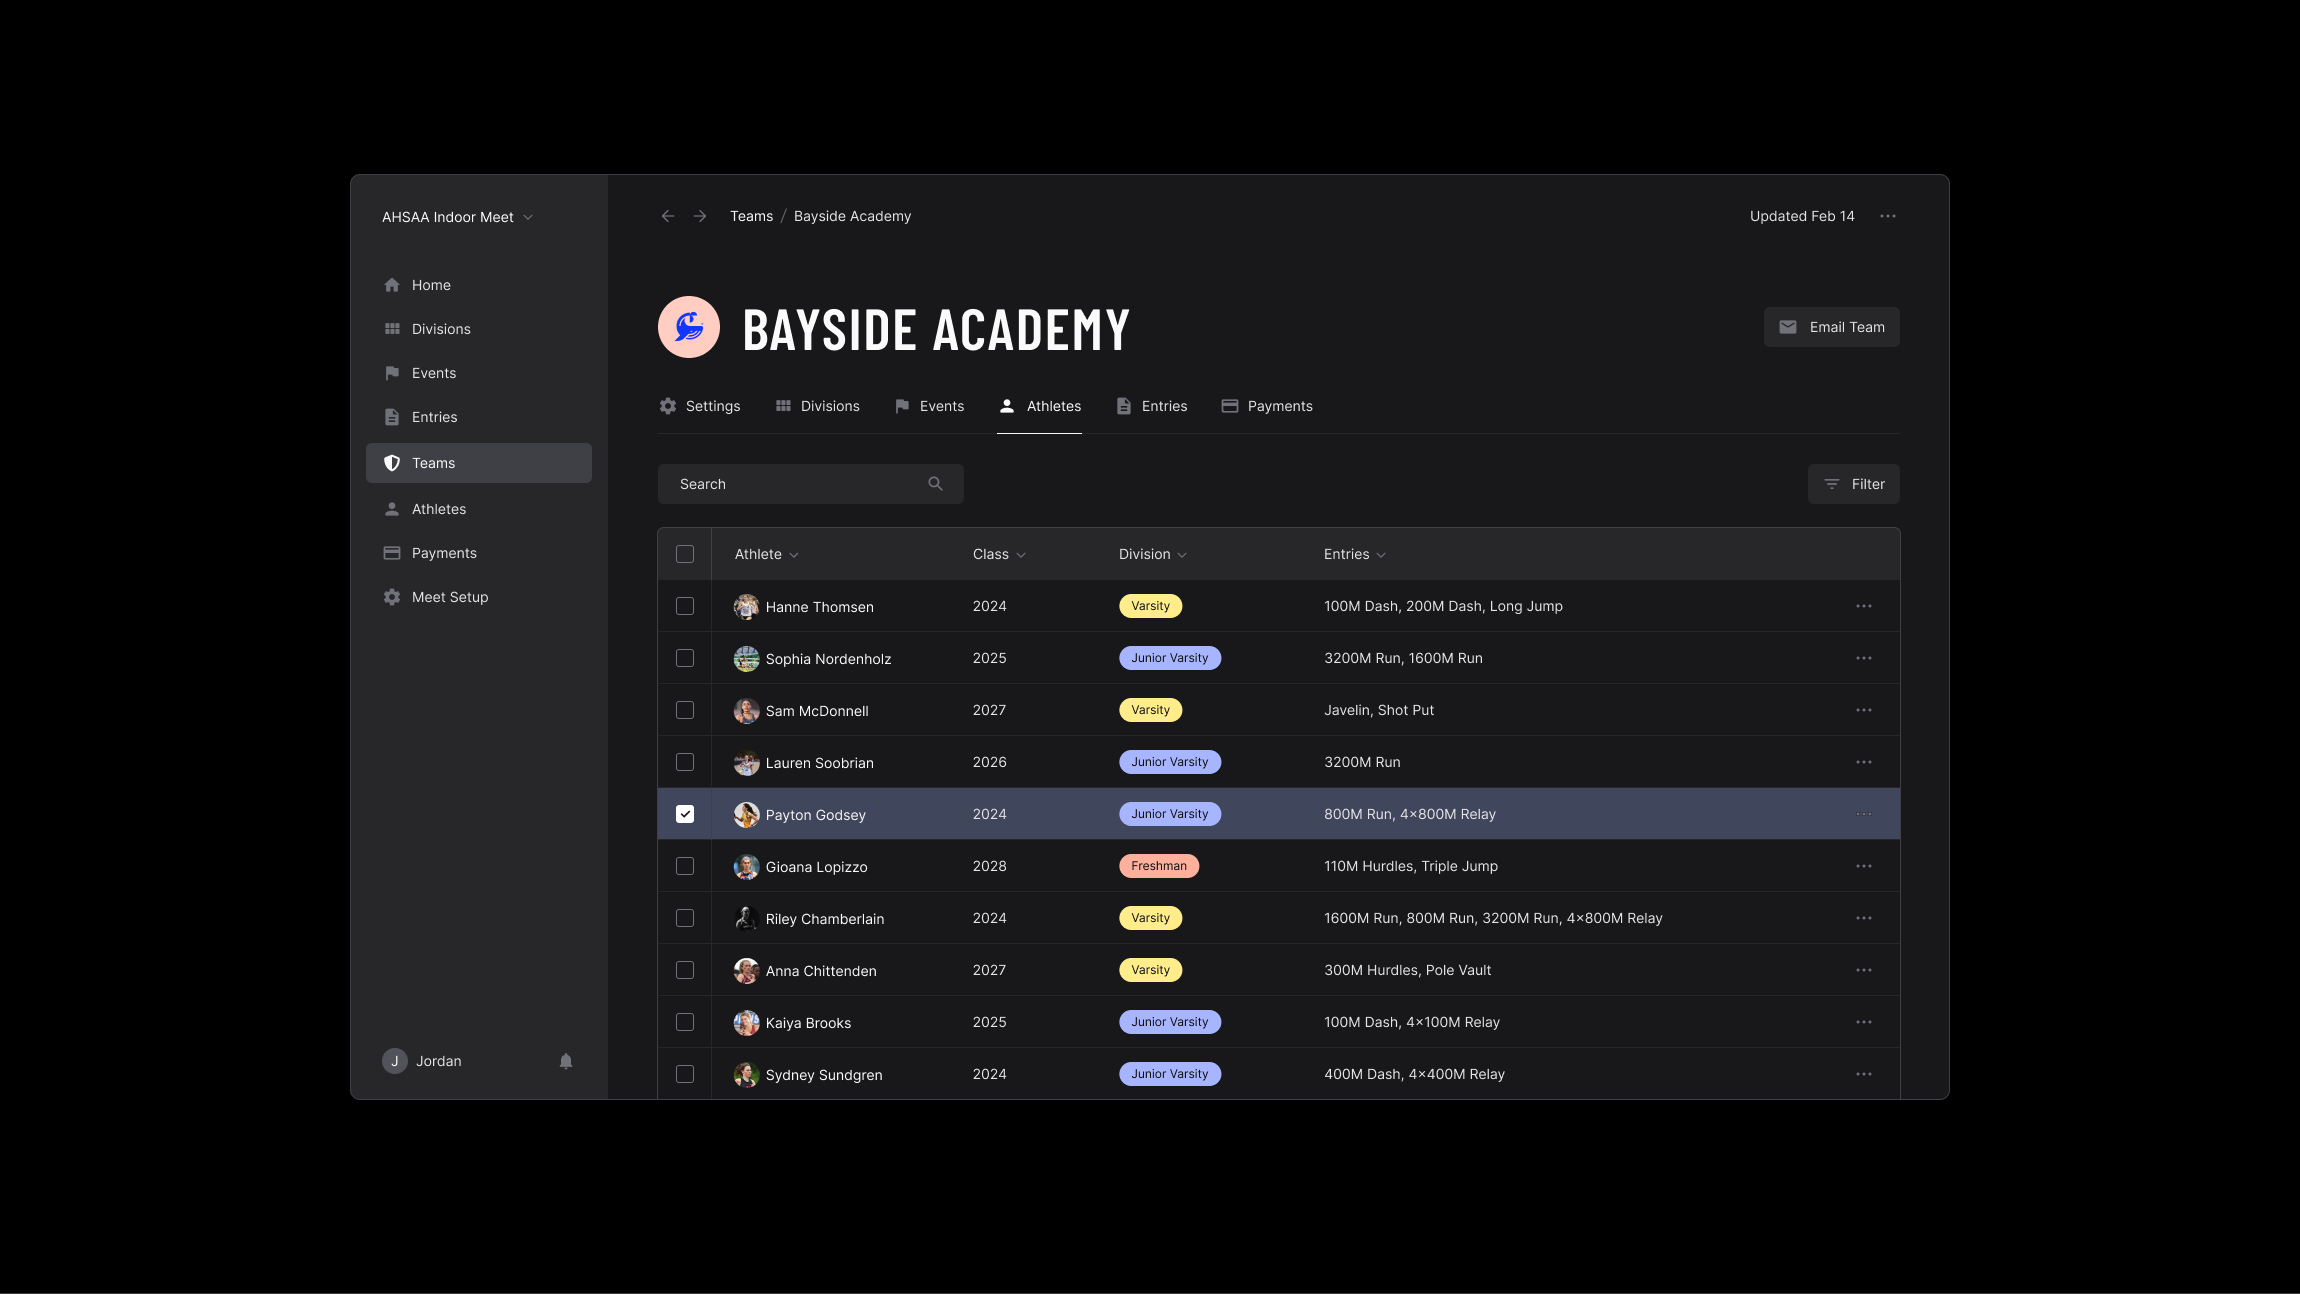 AHSAA Indoor Meet
Home
Divisions
Events
Entries
Teams
Athletes
Payments
Meet Setup
J Jordan
Teams / Bayside Academy
Updated Feb 14
BAYSIDE ACADEMY
Email Team
Settings Divisions Events Athletes Entries Payments
Search
Filter
Athlete Class Division Entries
Hanne Thomsen 2024 Varsity 100M Dash, 200M Dash, Long Jump
Sophia Nordenholz 2025 Junior Varsity 3200M Run, 1600M Run
Sam McDonnell 2027 Varsity Javelin, Shot Put
Lauren Soobrian 2026 Junior Varsity 3200M Run
Payton Godsey 2024 Junior Varsity 800M Run, 4×800M Relay
Gioana Lopizzo 2028 Freshman 110M Hurdles, Triple Jump
Riley Chamberlain 2024 Varsity 1600M Run, 800M Run, 3200M Run, 4×800M Relay
Anna Chittenden 2027 Varsity 300M Hurdles, Pole Vault
Kaiya Brooks 2025 Junior Varsity 100M Dash, 4×100M Relay
Sydney Sundgren 2024 Junior Varsity 400M Dash, 4×400M Relay